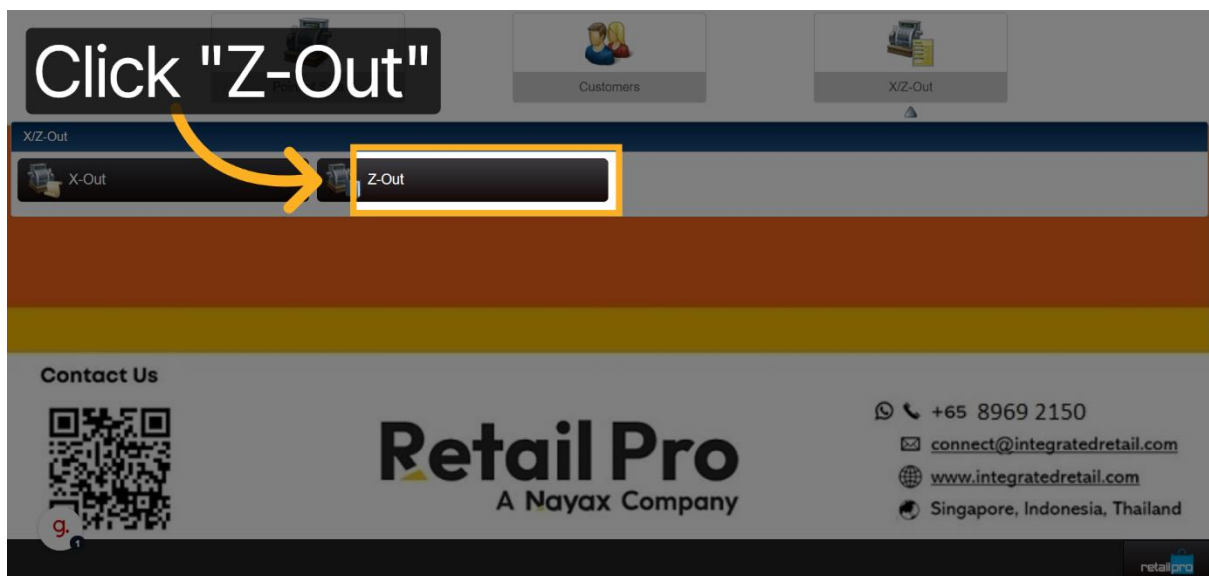 Click "Z-Out"
Customers
X/Z-Out
X/Z-Out
X-Out
Z-Out
Contact Us
Retail Pro
A Nayax Company
+65 8969 2150
connect@integratedretail.com
www.integratedretail.com
Singapore, Indonesia, Thailand
g.
1
retailpro